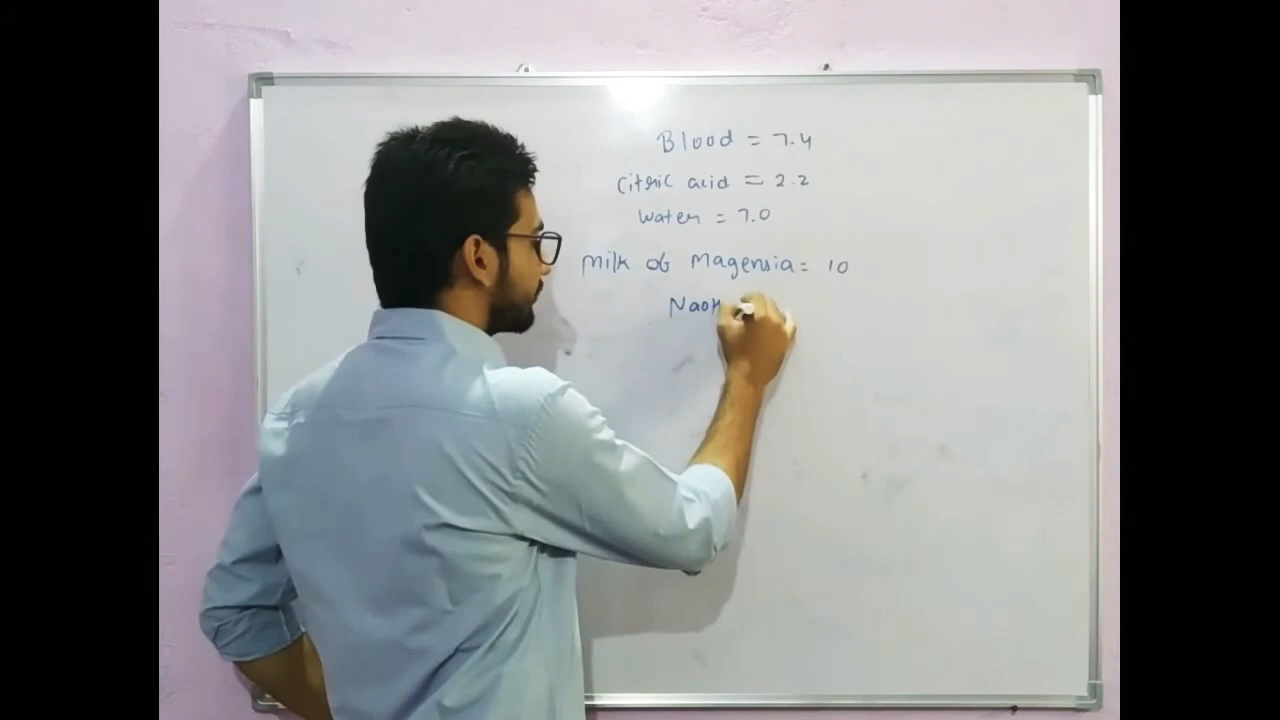 Blood = 7.4
Citric acid = 2.2
Water = 7.0
Milk of Magensia = 10
NaOH